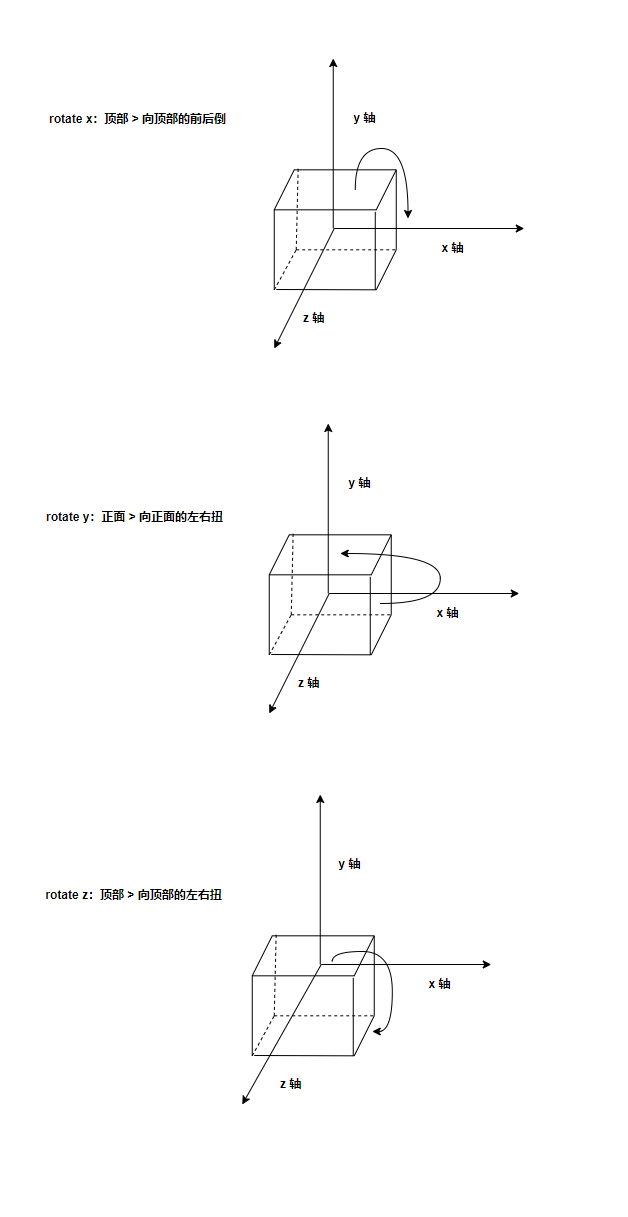 y 轴
rotate x：顶部 > 向顶部的前后倒
x 轴
z 轴
y 轴
rotate y：正面 > 向正面的左右扭
x 轴
z 轴
y 轴
rotate z：顶部 > 向顶部的左右扭
x 轴
z 轴